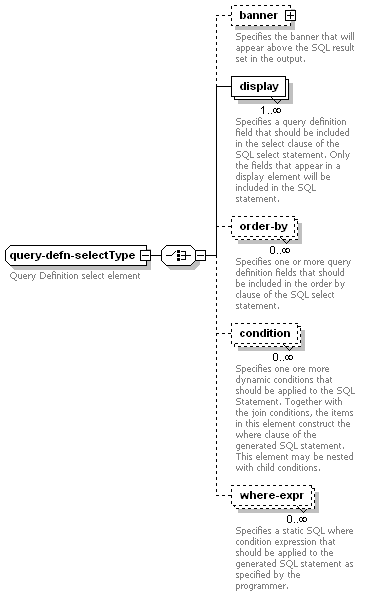 banner
Specifies the banner that will
appear above the SQL result
set in the output.
display
1..∞
Specifies a query definition
field that should be included
in the select clause of the
SQL select statement. Only
the fields that appear in a
display element will be
included in the SQL
statement.
order-by
0..∞
Specifies one or more query
definition fields that should
be included in the order by
clause of the SQL select
statement.
query-defn-selectType
Query Definition select element
condition
0..∞
Specifies one ore more
dynamic conditions that
should be applied to the SQL
Statement. Together with
the join conditions, the items
in this element construct the
where clause of the
generated SQL statement.
This element may be nested
with child conditions.
where-expr
0..∞
Specifies a static SQL where
condition expression that
should be applied to the
generated SQL statement as
specified by the
programmer.